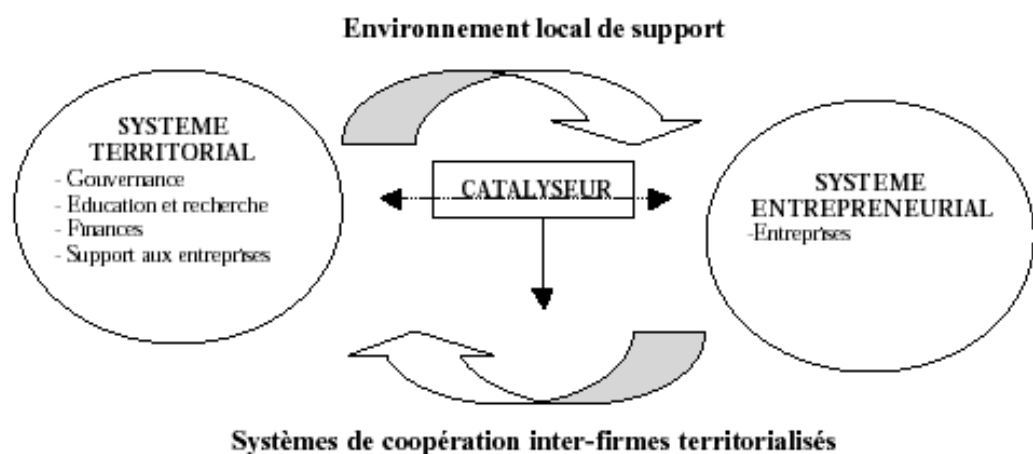 Environnement local de support
SYSTEME
TERRITORIAL
- Gouvernance
- Education et recherche
- Finances
- Support aux entreprises
CATALYSEUR
SYSTEME
ENTREPRENEURIAL
-Entreprises
Systèmes de coopération inter-firmes territorialisés